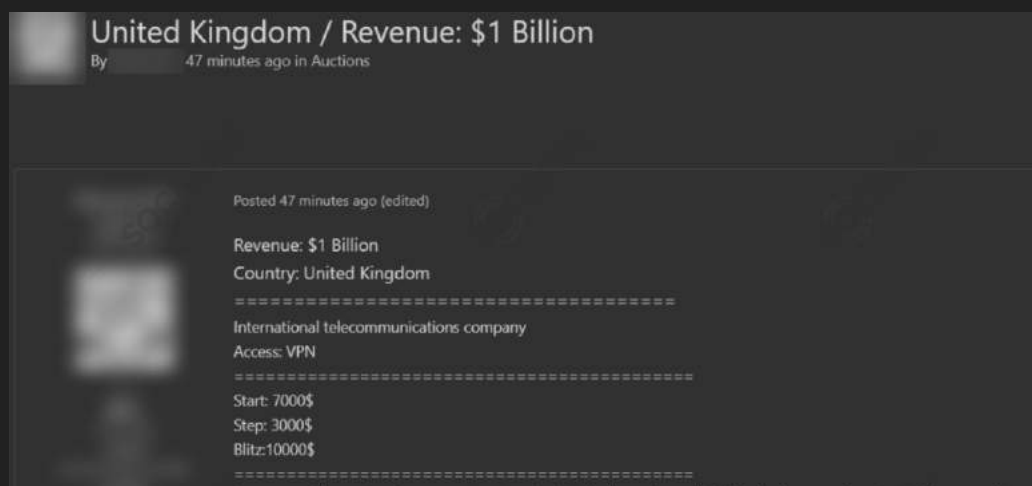 United Kingdom / Revenue: $1 Billion
By 47 minutes ago in Auctions
Posted 47 minutes ago (edited)
Revenue: $1 Billion
Country: United Kingdom
=====================================
International telecommunications company
Access: VPN
============================================
Start: 7000$
Step: 3000$
Blitz:10000$
============================================